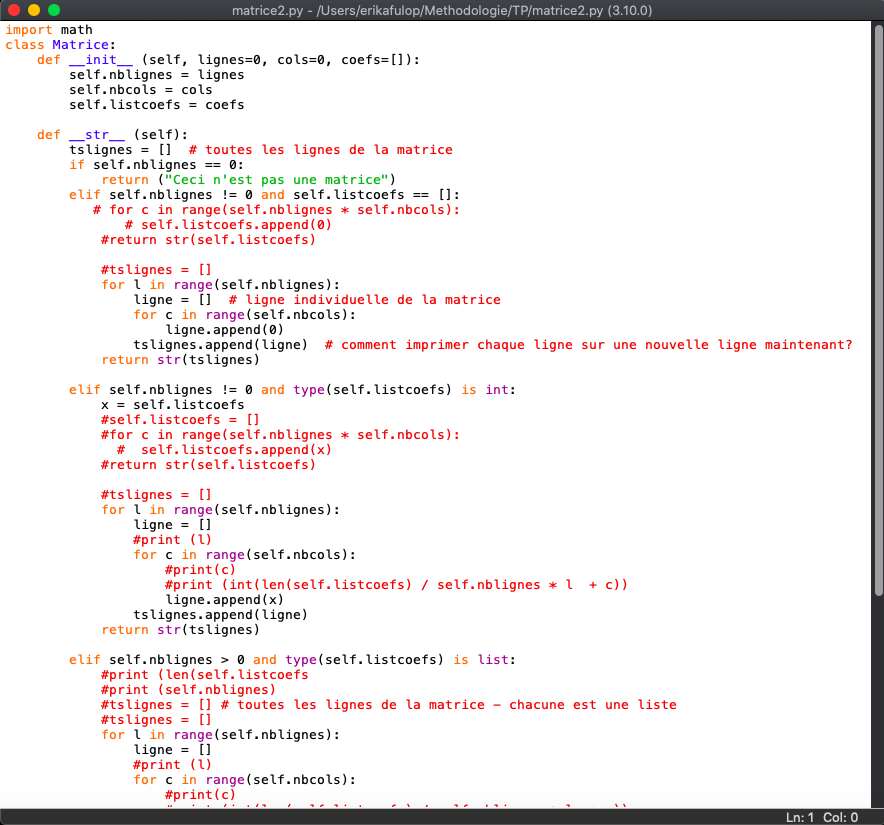 matrice2.py - /Users/erikafulop/Methodologie/TP/matrice2.py (3.10.0)
import math
class Matrice:
    def __init__ (self, lignes=0, cols=0, coefs=[]):
        self.nblignes = lignes
        self.nbcols = cols
        self.listcoefs = coefs

    def __str__ (self):
        tslignes = []  # toutes les lignes de la matrice
        if self.nblignes == 0:
            return ("Ceci n'est pas une matrice")
        elif self.nblignes != 0 and self.listcoefs == []:
           # for c in range(self.nblignes * self.nbcols):
               # self.listcoefs.append(0)
            #return str(self.listcoefs)

            #tslignes = []
            for l in range(self.nblignes):
                ligne = []  # ligne individuelle de la matrice
                for c in range(self.nbcols):
                    ligne.append(0)
                tslignes.append(ligne)  # comment imprimer chaque ligne sur une nouvelle ligne maintenant?
            return str(tslignes)

        elif self.nblignes != 0 and type(self.listcoefs) is int:
            x = self.listcoefs
            #self.listcoefs = []
            #for c in range(self.nblignes * self.nbcols):
              #  self.listcoefs.append(x)
            #return str(self.listcoefs)

            #tslignes = []
            for l in range(self.nblignes):
                ligne = []
                #print (l)
                for c in range(self.nbcols):
                    #print(c)
                    #print (int(len(self.listcoefs) / self.nblignes * l  + c))
                    ligne.append(x)
                tslignes.append(ligne)
            return str(tslignes)

        elif self.nblignes > 0 and type(self.listcoefs) is list:
            #print (len(self.listcoefs
            #print (self.nblignes)
            #tslignes = [] # toutes les lignes de la matrice - chacune est une liste
            #tslignes = []
            for l in range(self.nblignes):
                ligne = []
                #print (l)
                for c in range(self.nbcols):
                    #print(c)
Ln: 1  Col: 0